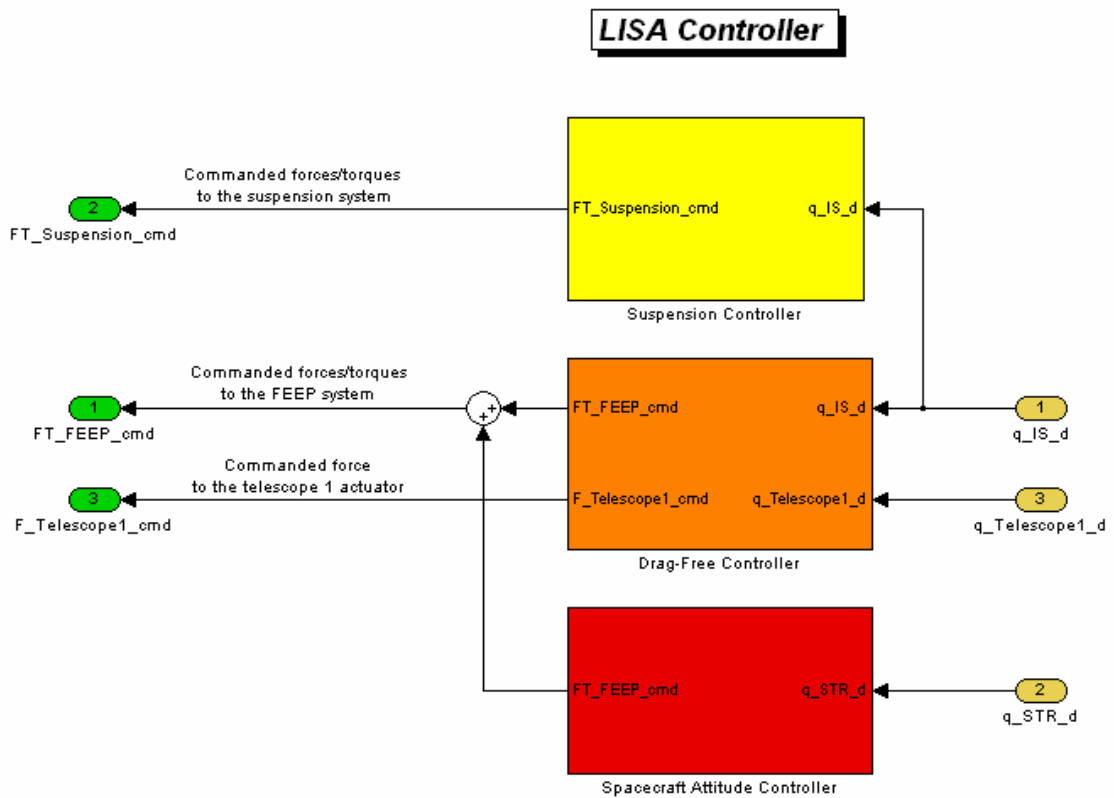 LISA Controller
Commanded forces/torques
to the suspension system
2
FT_Suspension_cmd
FT_Suspension_cmd
q_IS_d
Suspension Controller
Commanded forces/torques
to the FEEP system
1
FT_FEEP_cmd
+
+
FT_FEEP_cmd
q_IS_d
1
q_IS_d
Commanded force
to the telescope 1 actuator
3
F_Telescope1_cmd
F_Telescope1_cmd
q_Telescope1_d
3
q_Telescope1_d
Drag-Free Controller
FT_FEEP_cmd
q_STR_d
2
q_STR_d
Spacecraft Attitude Controller